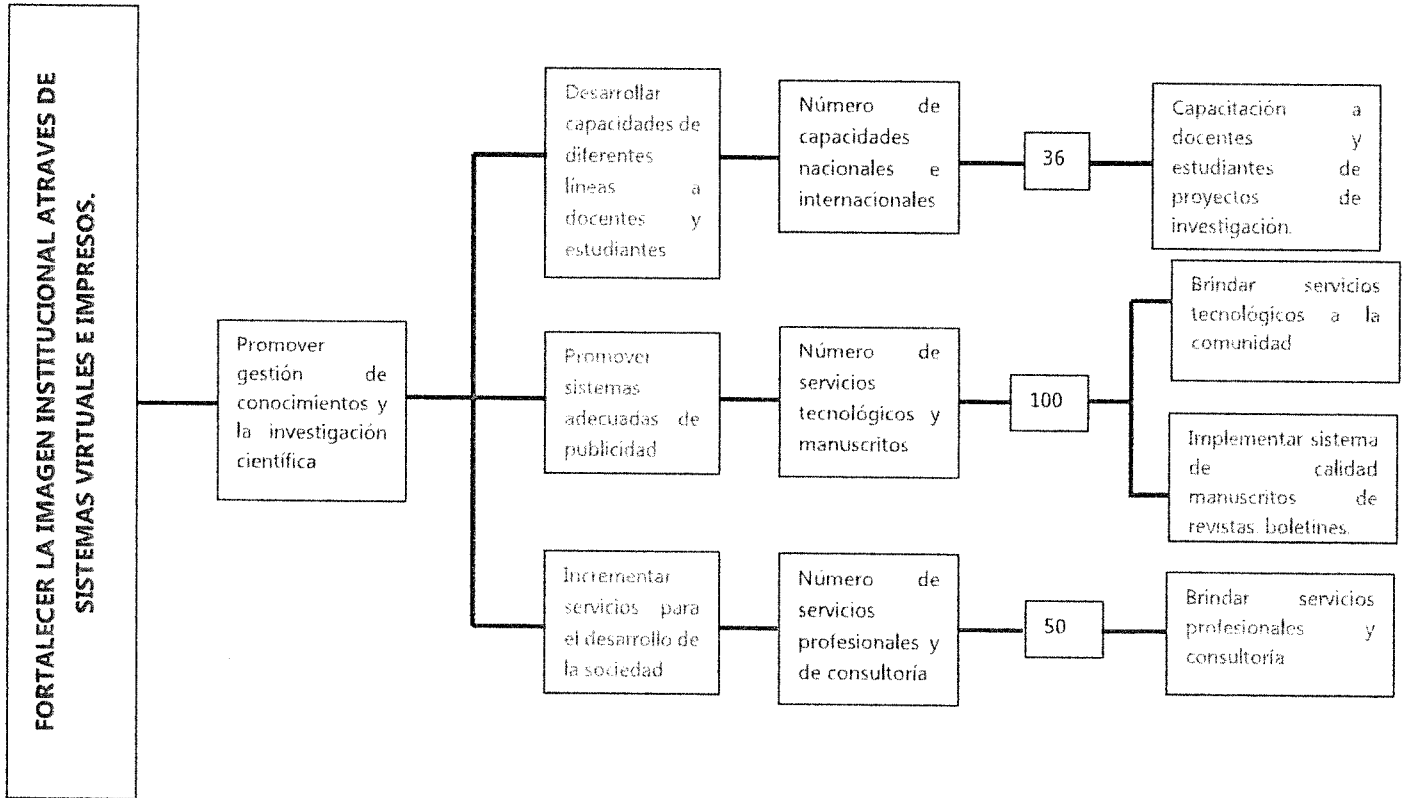 FORTALECER LA IMAGEN INSTITUCIONAL ATRAVES DE
SISTEMAS VIRTUALES E IMPRESOS.
Promover
gestión de
conocimientos y
la investigación
científica
Desarrollar
capacidades de
diferentes
líneas a
docentes y
estudiantes
Número de
capacidades
nacionales e
internacionales
36
Capacitación a
docentes y
estudiantes de
proyectos de
investigación.
Promover
sistemas
adecuadas de
publicidad
Número de
servicios
tecnológicos y
manuscritos
100
Brindar servicios
tecnológicos a la
comunidad
Implementar sistema
de calidad
manuscritos de
revistas. boletines.
Incrementar
servicios para
el desarrollo de
la sociedad
Número de
servicios
profesionales y
de consultoría
50
Brindar servicios
profesionales y
consultoría